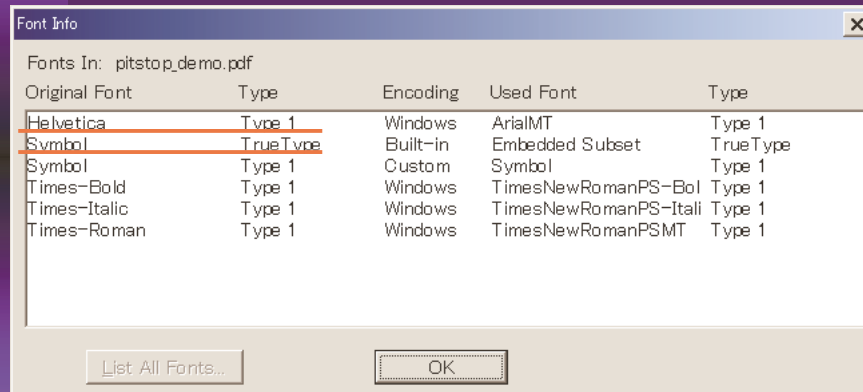 Font Info
Fonts In: pitstop_demo.pdf
Original Font Type Encoding Used Font Type
Helvetica Type 1 Windows ArialMT Type 1
Symbol TrueType Built-in Embedded Subset TrueType
Symbol Type 1 Custom Symbol Type 1
Times-Bold Type 1 Windows TimesNewRomanPS-Bol Type 1
Times-Italic Type 1 Windows TimesNewRomanPS-Itali Type 1
Times-Roman Type 1 Windows TimesNewRomanPSMT Type 1
List All Fonts... OK